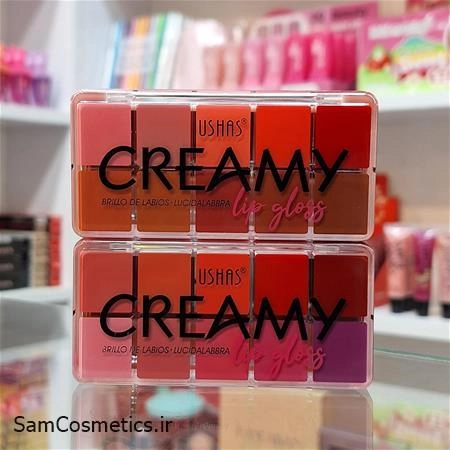 USHAS®
CREAMY
BRILLO DE LABIOS · LUCIDALABBRA
lip gloss
USHAS®
CREAMY
BRILLO DE LABIOS · LUCIDALABBRA
lip gloss
SamCosmetics.ir